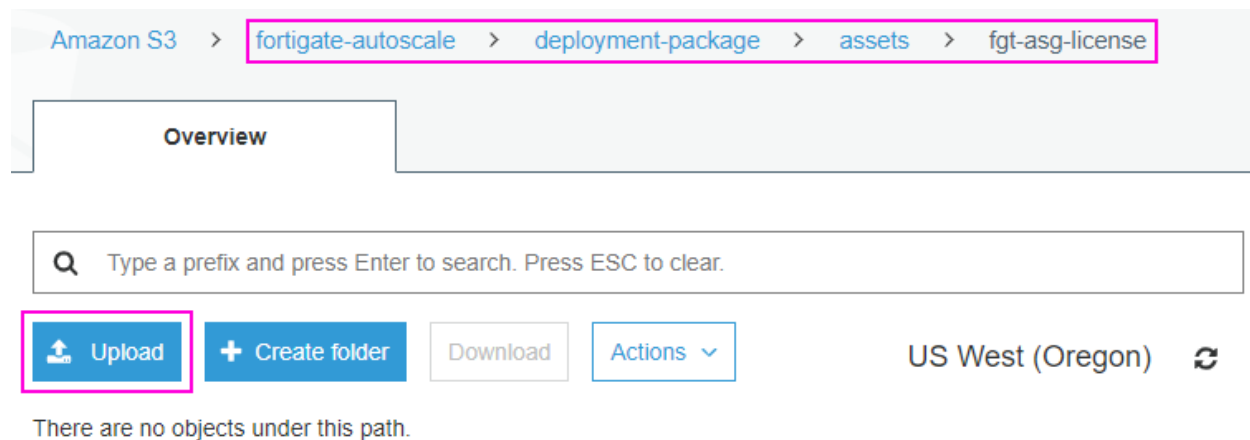 Amazon S3 > fortigate-autoscale > deployment-package > assets > fgt-asg-license
Overview
Type a prefix and press Enter to search. Press ESC to clear.
Upload + Create folder Download Actions US West (Oregon)
There are no objects under this path.